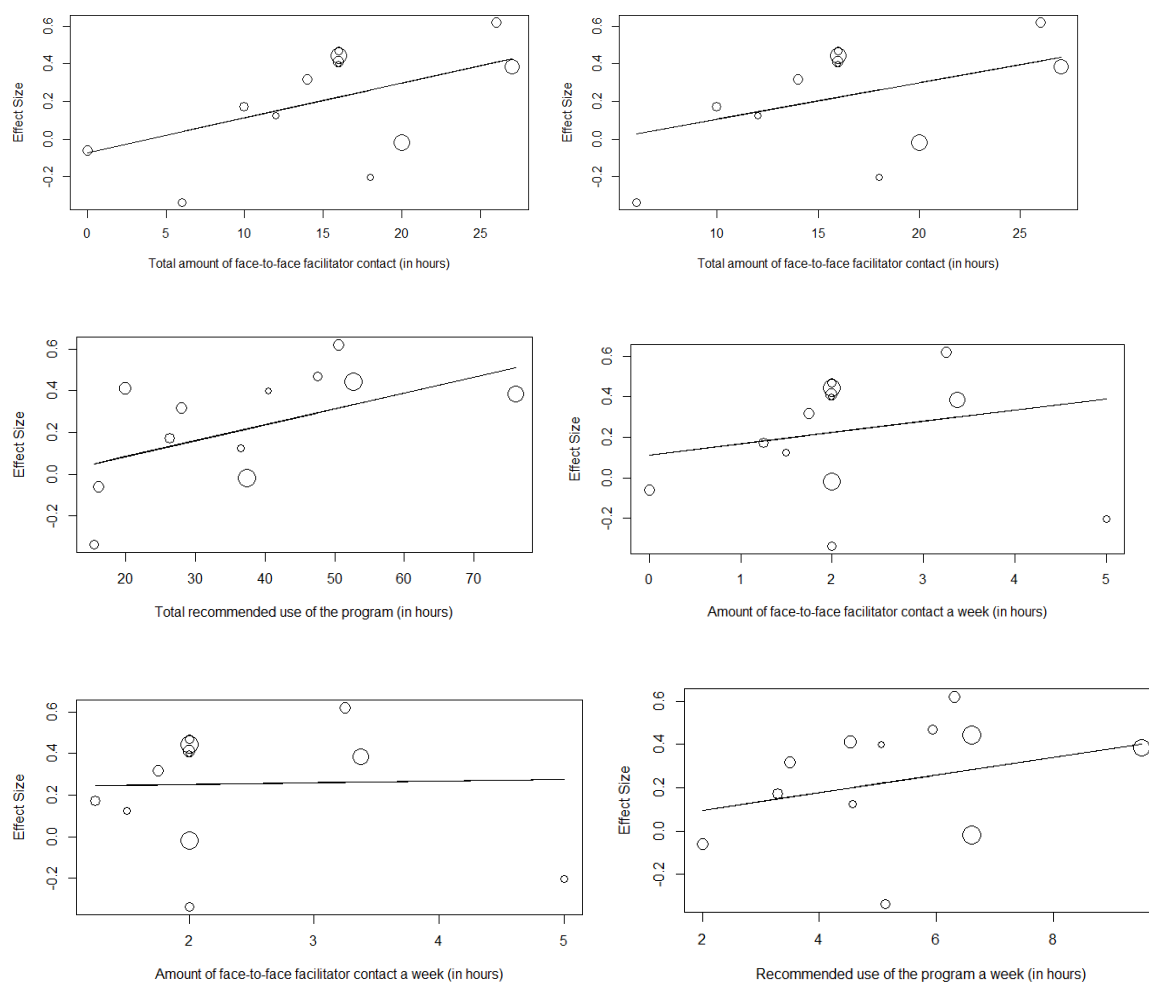 Effect Size
-0.2 0.0 0.2 0.4 0.6
0 5 10 15 20 25
Total amount of face-to-face facilitator contact (in hours)
Effect Size
-0.2 0.0 0.2 0.4 0.6
10 15 20 25
Total amount of face-to-face facilitator contact (in hours)
Effect Size
-0.2 0.0 0.2 0.4 0.6
20 30 40 50 60 70
Total recommended use of the program (in hours)
Effect Size
-0.2 0.0 0.2 0.4 0.6
0 1 2 3 4 5
Amount of face-to-face facilitator contact a week (in hours)
Effect Size
-0.2 0.0 0.2 0.4 0.6
2 3 4 5
Amount of face-to-face facilitator contact a week (in hours)
Effect Size
-0.2 0.0 0.2 0.4 0.6
2 4 6 8
Recommended use of the program a week (in hours)